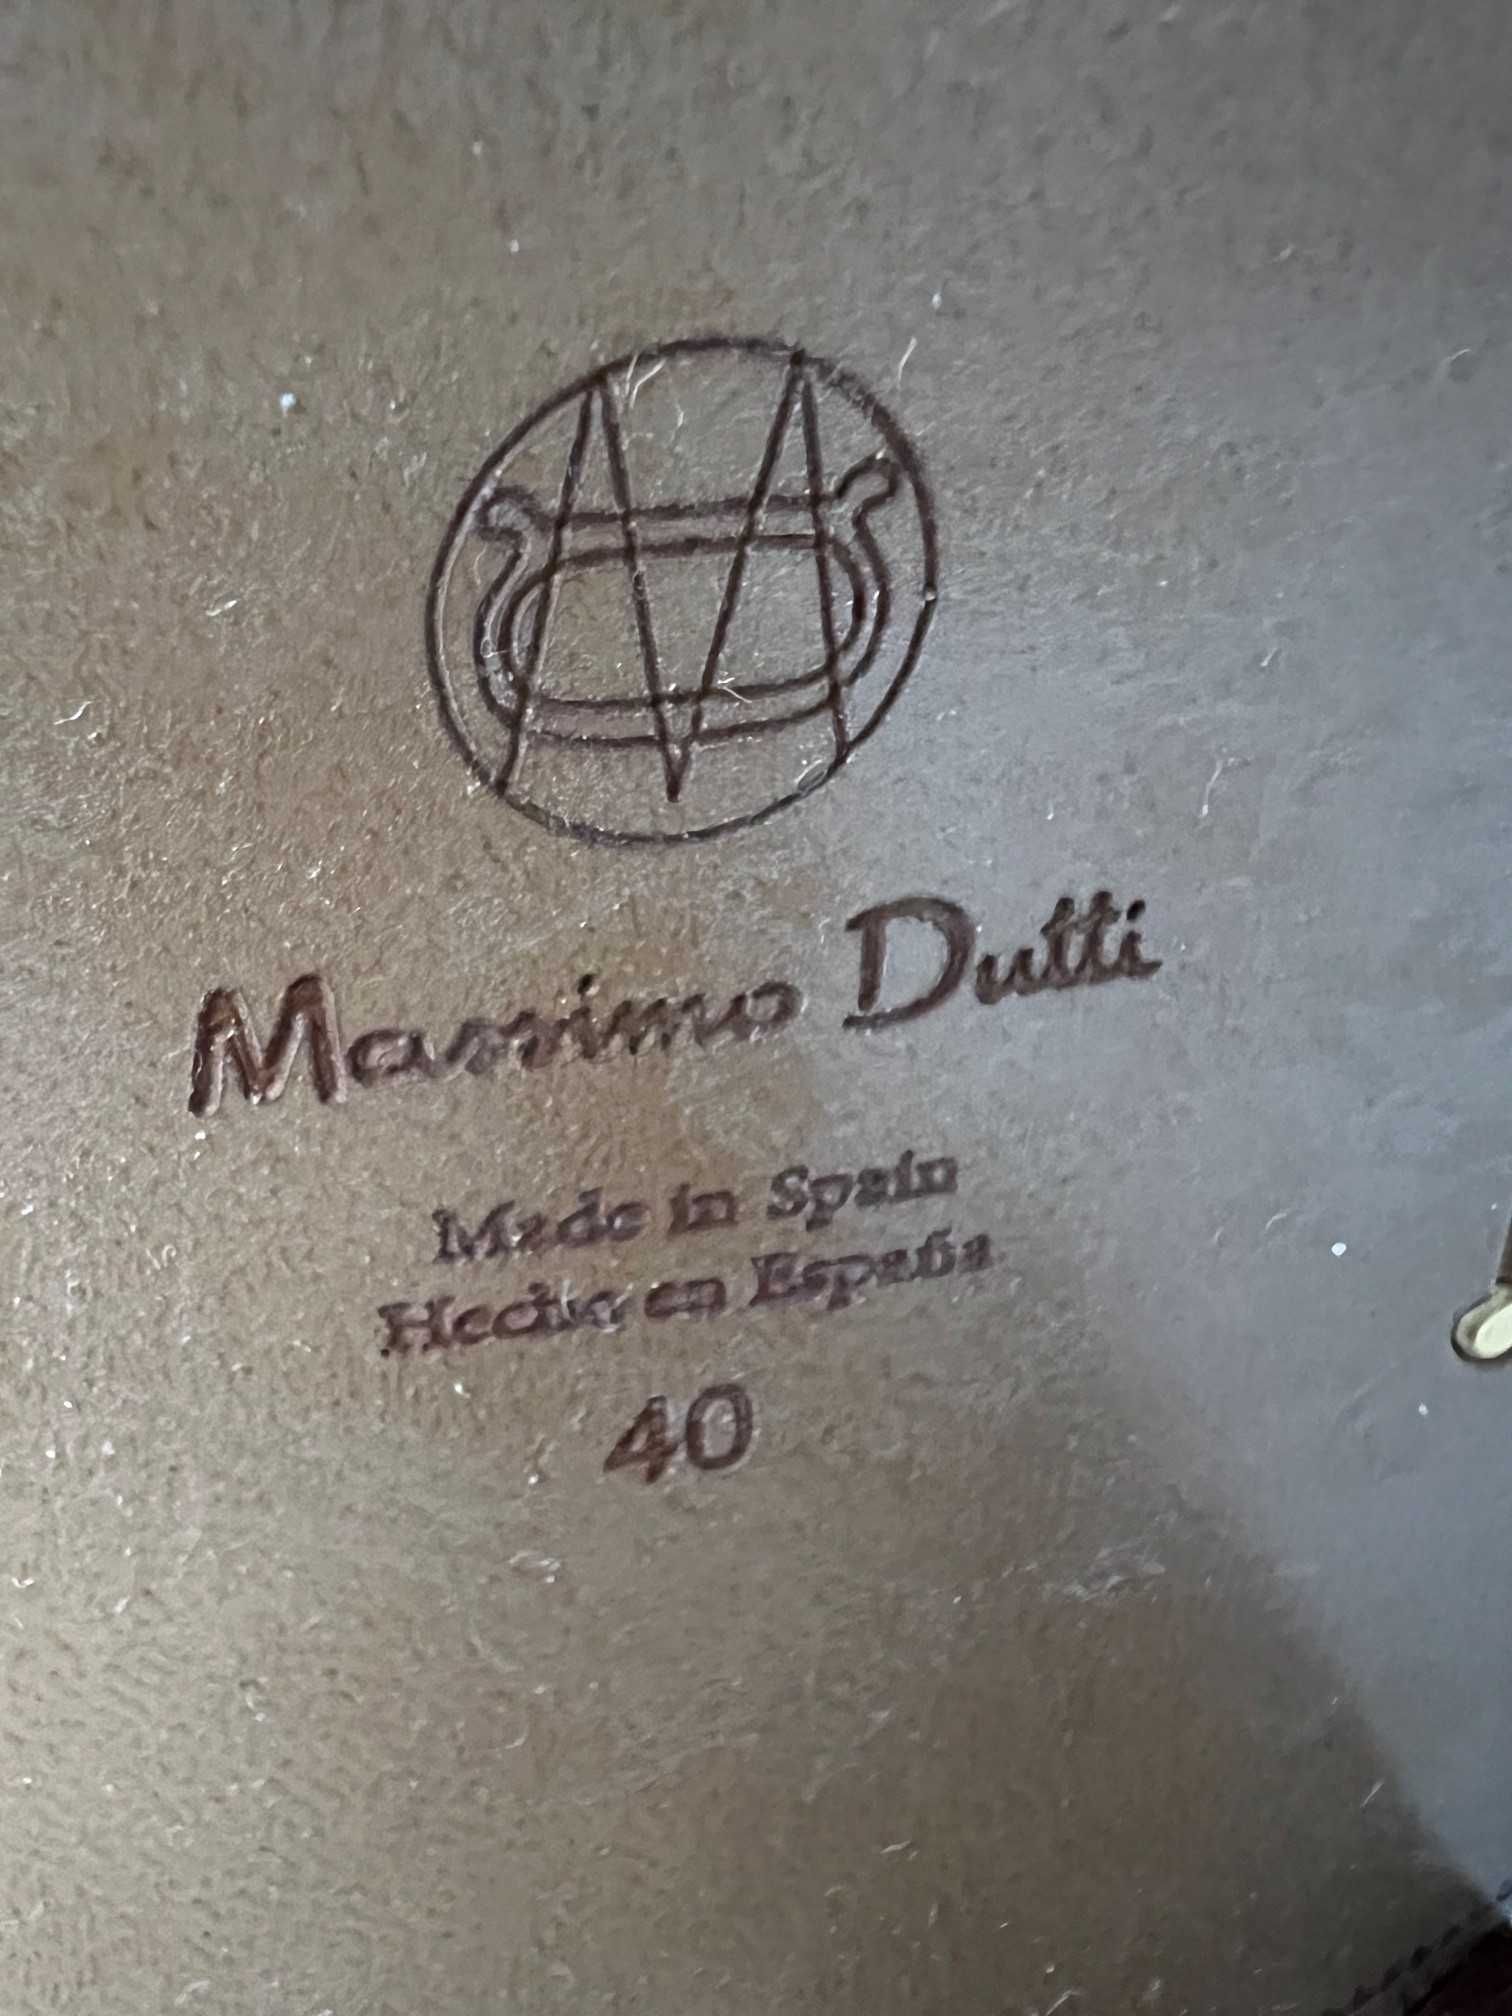 Massimo Dutti
Made in Spain
Hecho en España
40